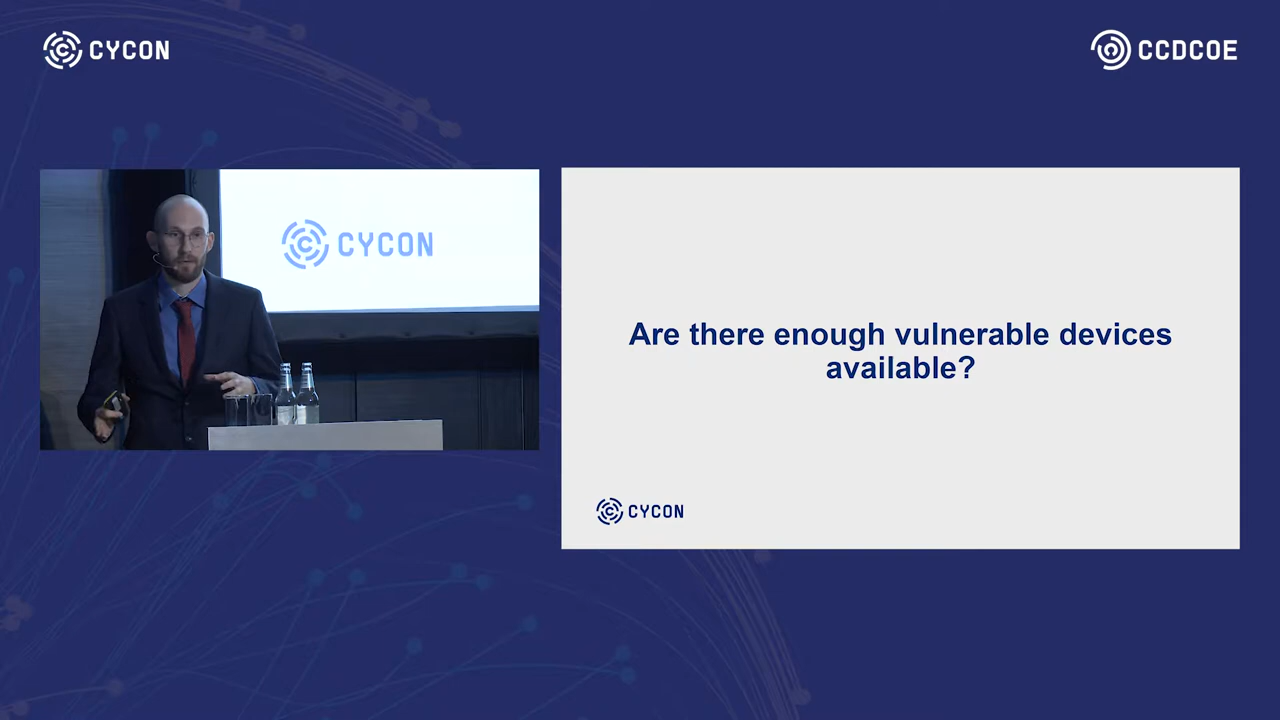 CYCON
CCDCOE
CYCON
Are there enough vulnerable devices
available?
CYCON